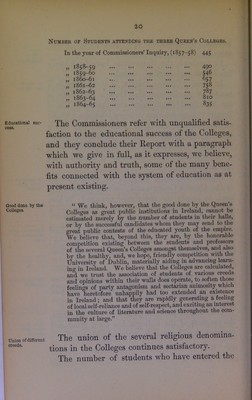 20
Number of Students attending the three Queen's Colleges.
In the year of Commissioners' Inquiry, (1857-58) 445
„ 1858-59 ... ... ... ... ... 490
„ 1859-60 ... ... ... ... ... 546
„ 1860-61 ... ... ... ... ... 657
„ 1861-62 ... ... ... ... ... 758
„ 1862-63 ... ... ... ... ... 787
„ 1863-64 ... ... ... ... ... 810
„ 1864-65 ... ... ... ... ... 835
Educational suc-
cess.
The Commissioners refer with unqualified satis-
faction to the educational success of the Colleges,
and they conclude their Report with a paragraph
which we give in full, as it expresses, we believe,
with authority and truth, some of the many bene-
fits connected with the system of education as at
present existing.
Good done by the
Colleges
" We think, however, that the good done by the Queen's
Colleges as great public institutions in Ireland, cannot be
estimated merely by the number of students in their halls,
or by the successful candidates whom they may send to the
great public contests of the educated youth of the empire.
We believe that, beyond this, they are, by the honorable
competition existing between the students and professors
of the several Queen's Colleges amongst themselves, and also
by the healthy, and, we hope, friendly competition with the
University of Dublin, materially aiding in advancing learn-
ing in Ireland. We believe that the Colleges are calculated,
and we trust the association of students of various creeds
and opinions within their walls does operate, to soften those
feelings of party antagonism and sectarian animosity which
have heretofore unhappily had too extended an existence
in Ireland; and that they are rapidly generating a feeling
of local self-reliance and of self-respect, and exciting an interest
in the culture of literature and science throughout the com-
munity at large."
Union of different
creeds.
The union of the several religious denomina-
tions in the Colleges continues satisfactory.
The number of students who have entered the